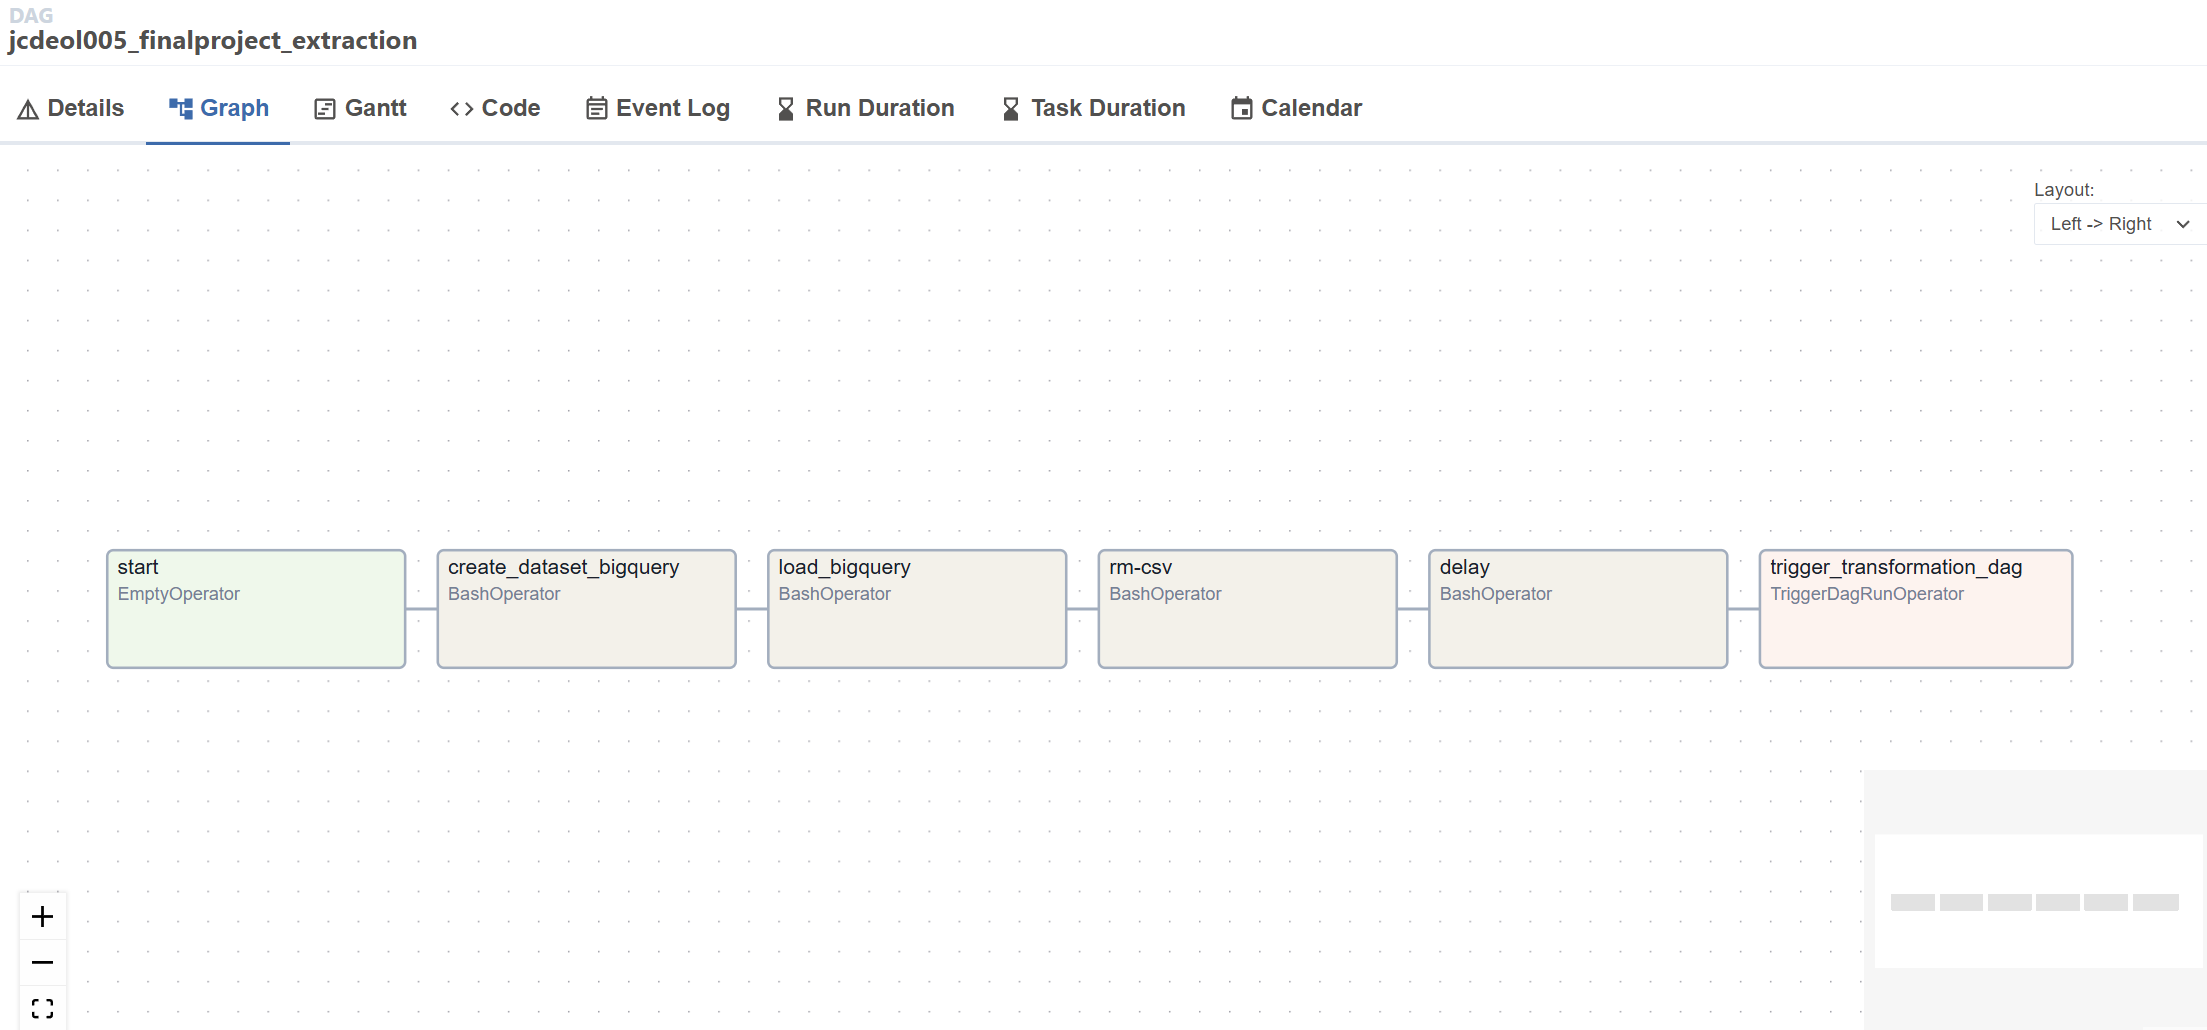 DAG
jcdeol005_finalproject_extraction
Details Graph Gantt Code Event Log Run Duration Task Duration Calendar
Layout:
Left -> Right
start
EmptyOperator
create_dataset_bigquery
BashOperator
load_bigquery
BashOperator
rm-csv
BashOperator
delay
BashOperator
trigger_transformation_dag
TriggerDagRunOperator